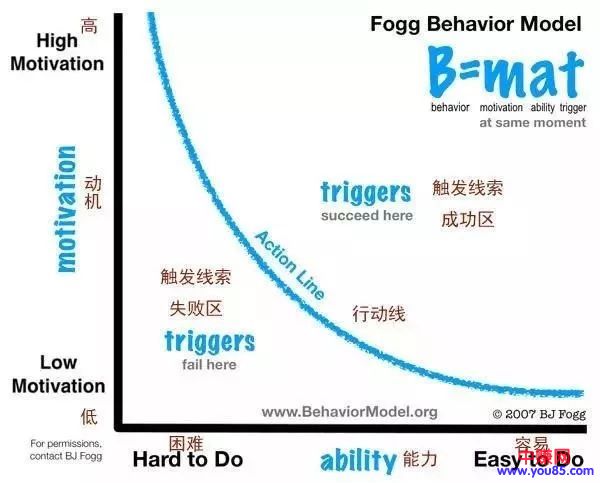 高
High
Motivation
Fogg Behavior Model
B=mat
behavior motivation ability trigger
at same moment
motivation
动
机
triggers
succeed here
触发线索
成功区
Action Line
触发线索
失败区
triggers
fail here
行动线
Low
Motivation
低
www.BehaviorModel.org
© 2007 BJ Fogg
For permissions,
contact BJ Fogg
困难
Hard to Do
ability 能力
容易
Easy to Do
中赚网
www.you85.com